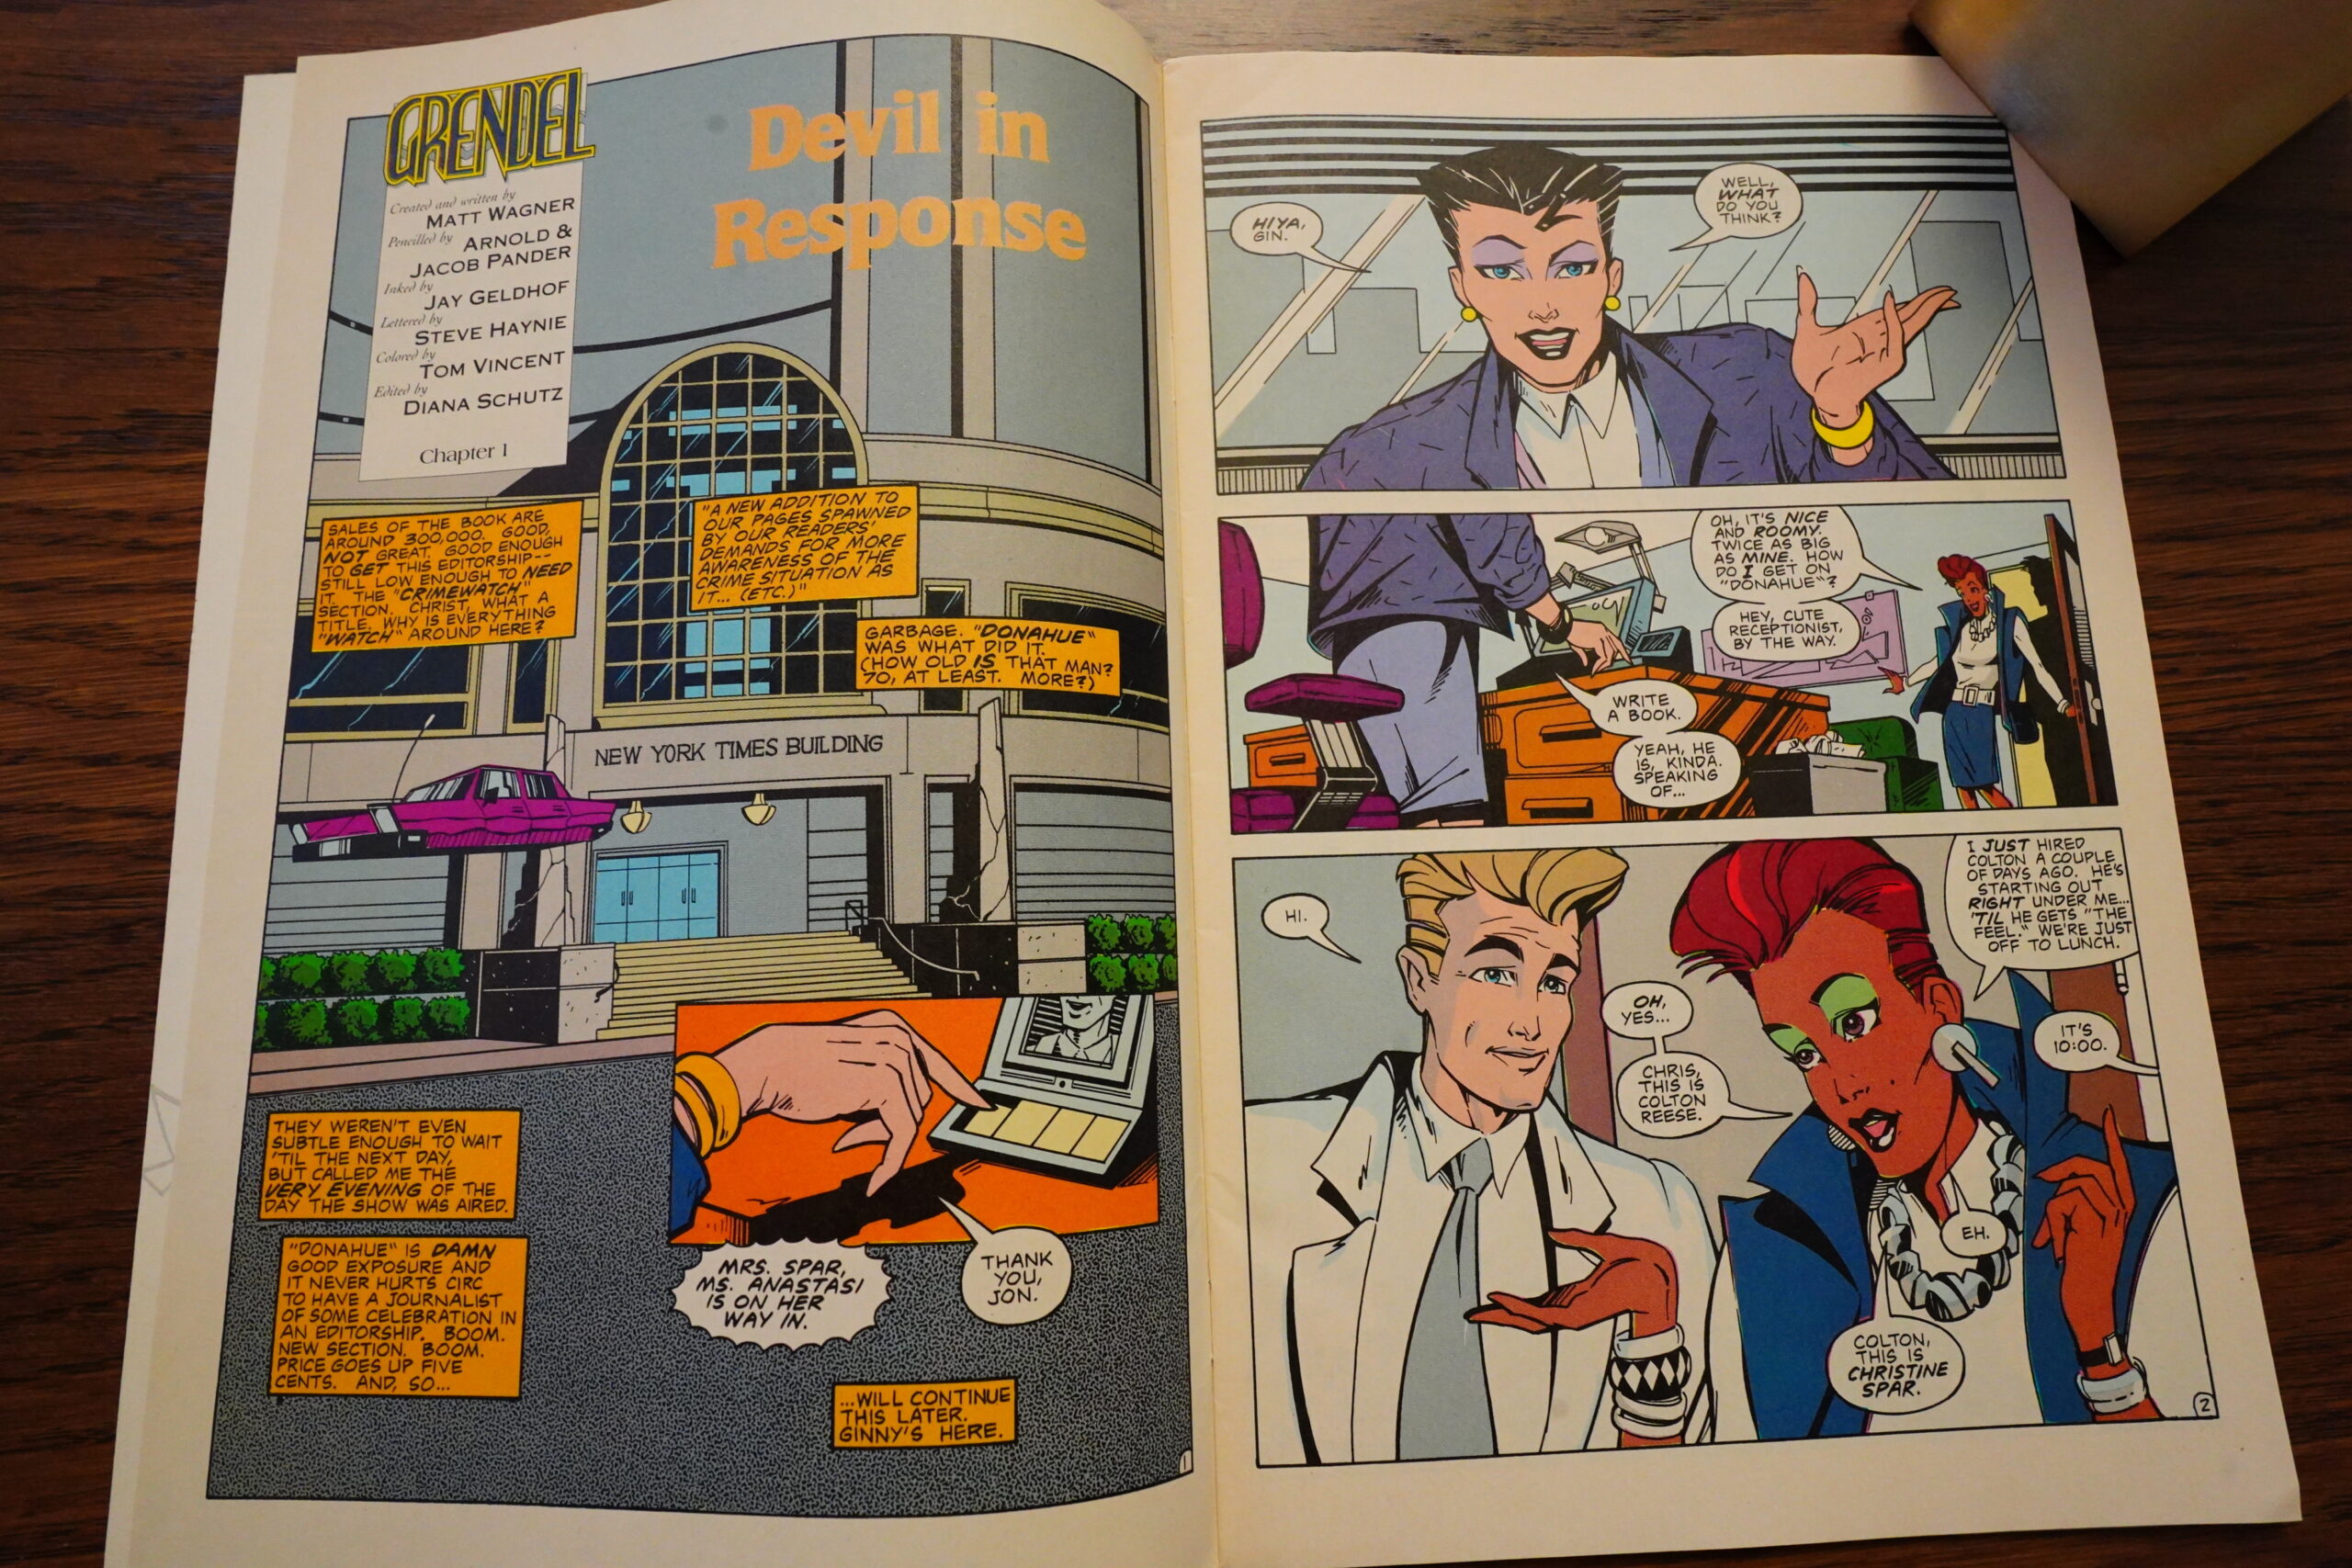 GRENDEL
Created and written by
MATT WAGNER
Pencilled by
ARNOLD &
JACOB PANDER
Inked by
JAY GELDHOF
Lettered by
STEVE HAYNIE
Colored by
TOM VINCENT
Edited by
DIANA SCHUTZ
Chapter 1
Devil in
Response
SALES OF THE BOOK ARE
AROUND 300,000. GOOD,
NOT GREAT. GOOD ENOUGH
TO GET THIS EDITORSHIP--
STILL LOW ENOUGH TO NEED
IT. THE "CRIMEWATCH"
SECTION. CHRIST, WHAT A
TITLE. WHY IS EVERYTHING
"WATCH" AROUND HERE?
"A NEW ADDITION TO
OUR PAGES SPAWNED
BY OUR READERS'
DEMANDS FOR MORE
AWARENESS OF THE
CRIME SITUATION AS
IT... (ETC.)"
GARBAGE. "DONAHUE"
WAS WHAT DID IT.
(HOW OLD IS THAT MAN?
70, AT LEAST. MORE?)
NEW YORK TIMES BUILDING
THEY WEREN'T EVEN
SUBTLE ENOUGH TO WAIT
'TIL THE NEXT DAY,
BUT CALLED ME THE
VERY EVENING OF THE
DAY THE SHOW WAS AIRED.
"DONAHUE" IS DAMN
GOOD EXPOSURE AND
IT NEVER HURTS CIRC
TO HAVE A JOURNALIST
OF SOME CELEBRATION IN
AN EDITORSHIP. BOOM.
NEW SECTION. BOOM.
PRICE GOES UP FIVE
CENTS. AND, SO...
MRS. SPAR,
MS. ANASTASI
IS ON HER
WAY IN.
THANK
YOU,
JON.
...WILL CONTINUE
THIS LATER.
GINNY'S HERE.
1
HIYA,
GIN.
WELL,
WHAT
DO YOU
THINK?
OH, IT'S NICE
AND ROOMY.
TWICE AS BIG
AS MINE. HOW
DO I GET ON
"DONAHUE"?
HEY, CUTE
RECEPTIONIST,
BY THE WAY.
WRITE
A BOOK.
YEAH, HE
IS, KINDA.
SPEAKING
OF...
HI.
OH,
YES...
CHRIS,
THIS IS
COLTON
REESE.
I JUST HIRED
COLTON A COUPLE
OF DAYS AGO. HE'S
STARTING OUT
RIGHT UNDER ME...
'TIL HE GETS "THE
FEEL." WE'RE JUST
OFF TO LUNCH.
IT'S
10:00.
EH.
COLTON,
THIS IS
CHRISTINE
SPAR.
2